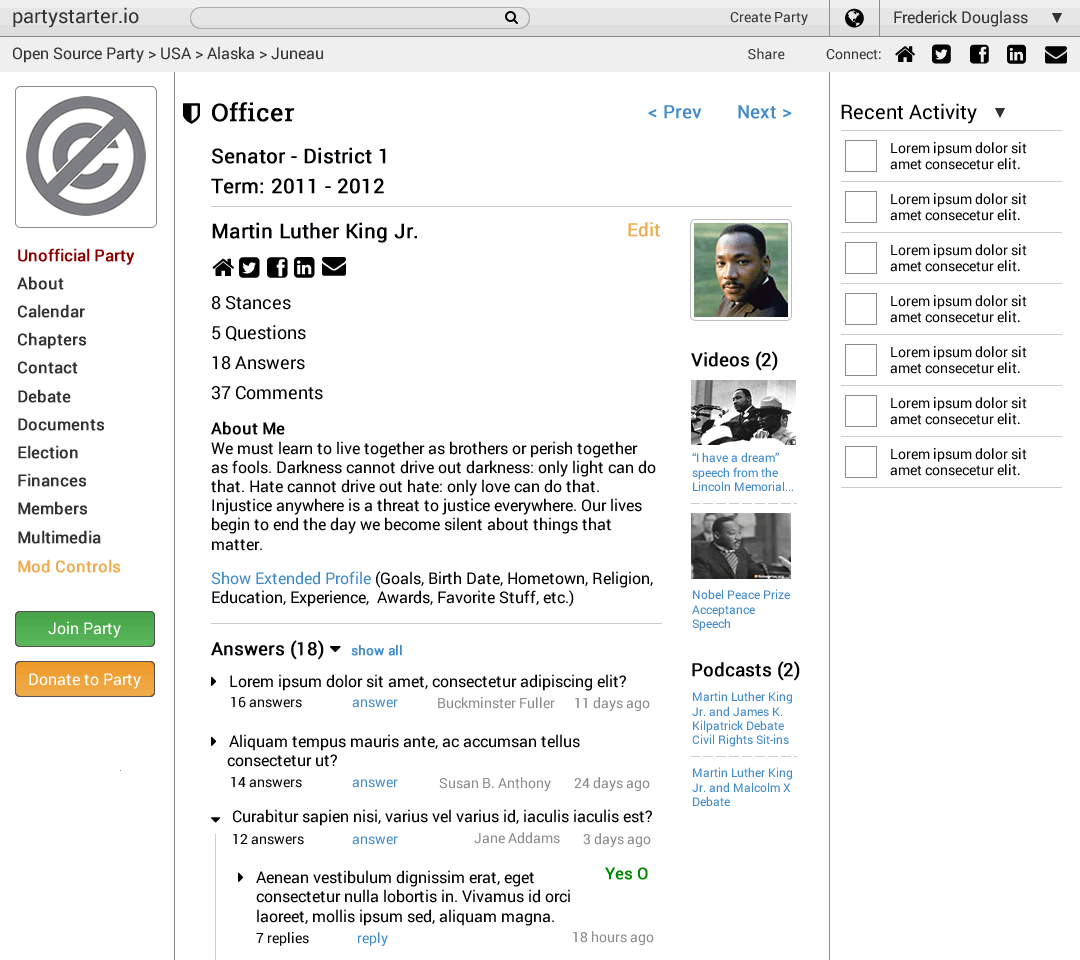 partystarter.io
Create Party
Frederick Douglass ▼
Open Source Party > USA > Alaska > Juneau
Share
Connect:
Unofficial Party
About
Calendar
Chapters
Contact
Debate
Documents
Election
Finances
Members
Multimedia
Mod Controls
Join Party
Donate to Party
Officer
< Prev
Next >
Senator - District 1
Term: 2011 - 2012
Martin Luther King Jr.
Edit
8 Stances
5 Questions
18 Answers
37 Comments
About Me
We must learn to live together as brothers or perish together
as fools. Darkness cannot drive out darkness: only light can do
that. Hate cannot drive out hate: only love can do that.
Injustice anywhere is a threat to justice everywhere. Our lives
begin to end the day we become silent about things that
matter.
Show Extended Profile (Goals, Birth Date, Hometown, Religion,
Education, Experience,  Awards, Favorite Stuff, etc.)
Answers (18) show all
Lorem ipsum dolor sit amet, consectetur adipiscing elit?
16 answers answer Buckminster Fuller 11 days ago
Aliquam tempus mauris ante, ac accumsan tellus
consectetur ut?
14 answers answer Susan B. Anthony 24 days ago
Curabitur sapien nisi, varius vel varius id, iaculis iaculis est?
12 answers answer Jane Addams 3 days ago
Aenean vestibulum dignissim erat, eget
Yes O
consectetur nulla lobortis in. Vivamus id orci
laoreet, mollis ipsum sed, aliquam magna.
7 replies reply 18 hours ago
Videos (2)
“I have a dream”
speech from the
Lincoln Memorial...
Nobel Peace Prize
Acceptance
Speech
Podcasts (2)
Martin Luther King
Jr. and James K.
Kilpatrick Debate
Civil Rights Sit-ins
Martin Luther King
Jr. and Malcolm X
Debate
Recent Activity ▼
Lorem ipsum dolor sit
amet consecetur elit.
Lorem ipsum dolor sit
amet consecetur elit.
Lorem ipsum dolor sit
amet consecetur elit.
Lorem ipsum dolor sit
amet consecetur elit.
Lorem ipsum dolor sit
amet consecetur elit.
Lorem ipsum dolor sit
amet consecetur elit.
Lorem ipsum dolor sit
amet consecetur elit.